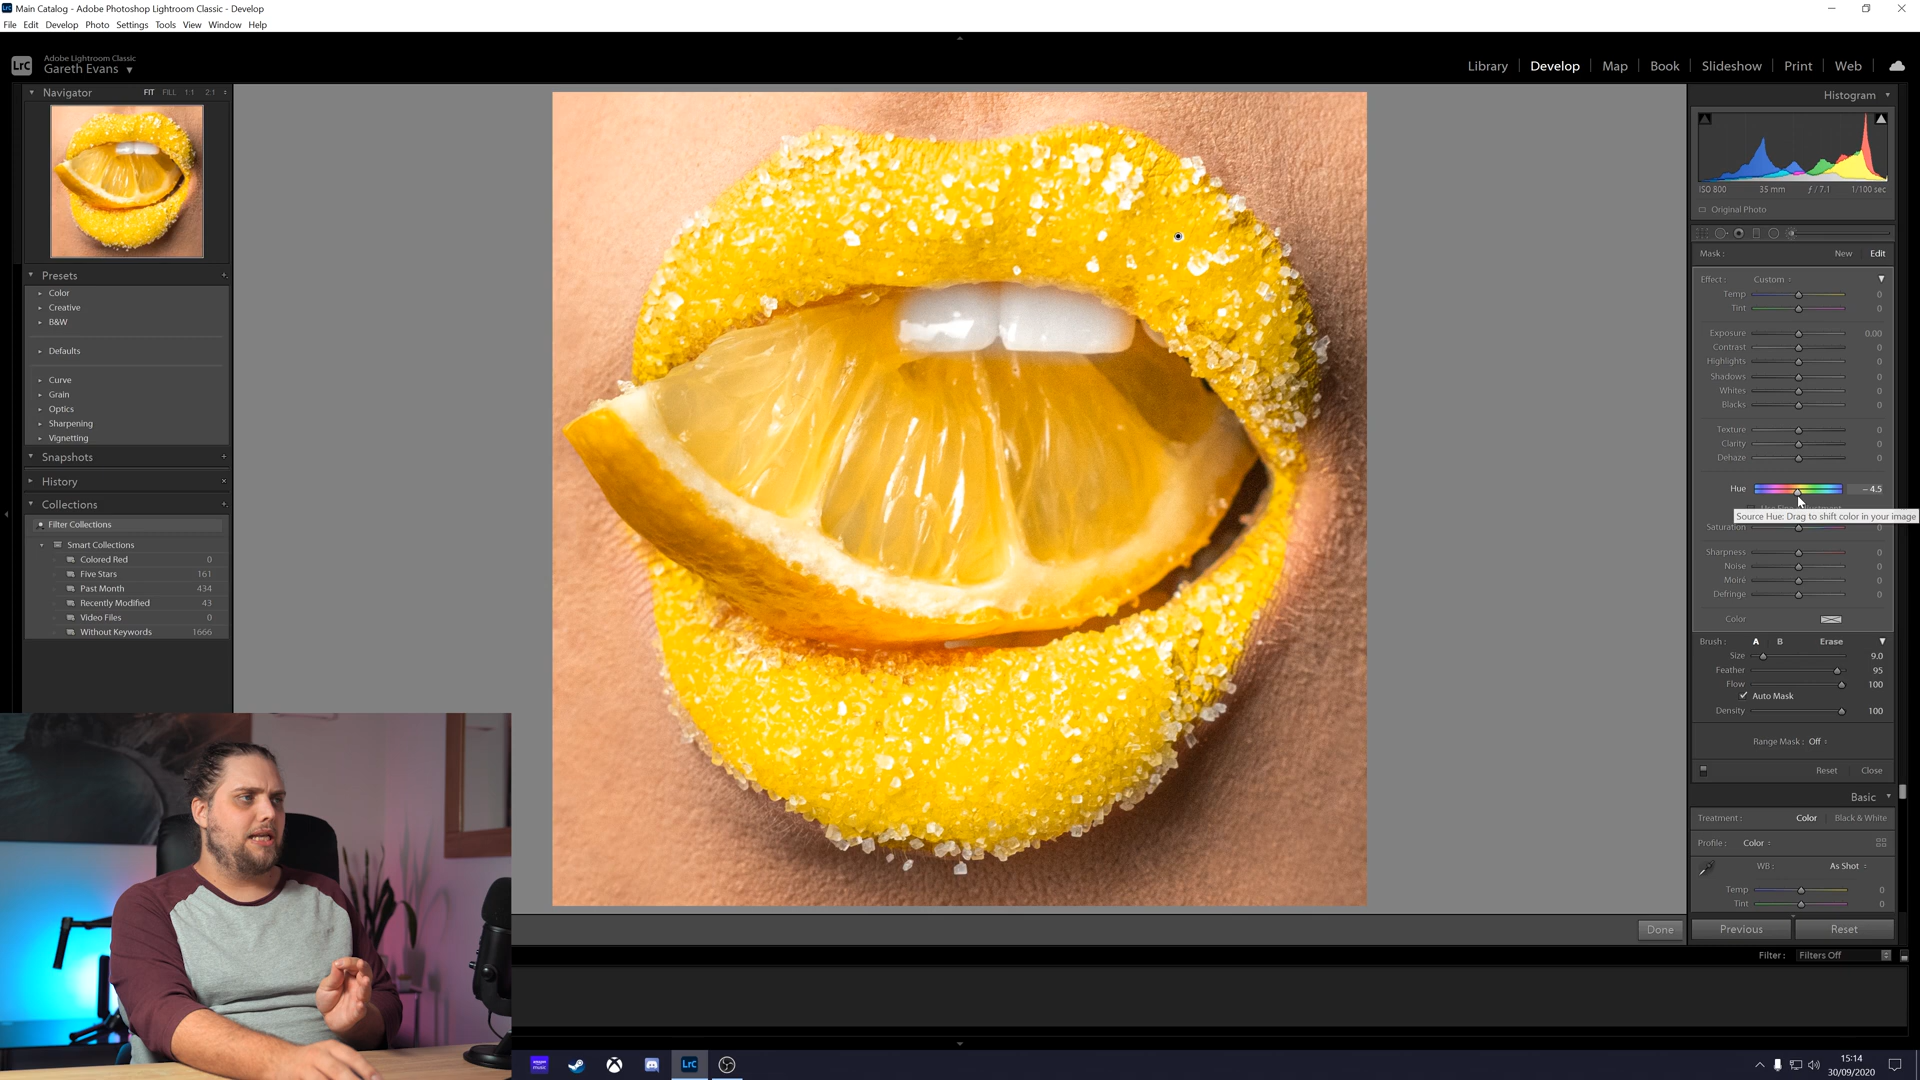 Main Catalog - Adobe Photoshop Lightroom Classic - Develop
File Edit Develop Photo Settings Tools View Window Help
LrC
Adobe Lightroom Classic
Gareth Evans
Library Develop Map Book Slideshow Print Web
Navigator FIT FILL 1:1 2:1
Histogram
ISO 800 35 mm ƒ / 7.1 1/100 sec
Original Photo
Mask : New Edit
Effect : Custom
Temp 0
Tint 0
Exposure 0.00
Contrast 0
Highlights 0
Shadows 0
Whites 0
Blacks 0
Texture 0
Clarity 0
Dehaze 0
Hue – 4.5
Source Hue: Drag to shift color in your image
Saturation 0
Sharpness 0
Noise 0
Moiré 0
Defringe 0
Color
Brush : A B Erase
Size 9.0
Feather 95
Flow 100
Auto Mask
Density 100
Range Mask : Off
Reset Close
Basic
Treatment : Color Black & White
Profile : Color
WB : As Shot
Temp 0
Tint 0
Previous Reset
Presets
Color
Creative
B&W
Defaults
Curve
Grain
Optics
Sharpening
Vignetting
Snapshots
History
Collections
Filter Collections
Smart Collections
Colored Red 0
Five Stars 161
Past Month 434
Recently Modified 43
Video Files 0
Without Keywords 1666
Done
Filter : Filters Off
LrC
15:14
30/09/2020